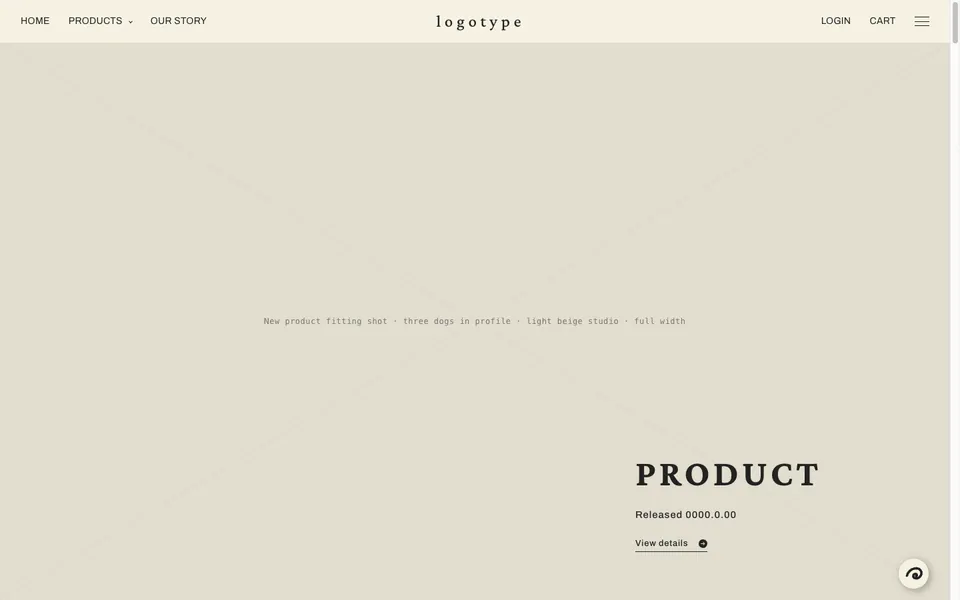 HOME PRODUCTS OUR STORY logotype LOGIN CART
New product fitting shot · three dogs in profile · light beige studio · full width
PRODUCT
Released 0000.0.00
View details